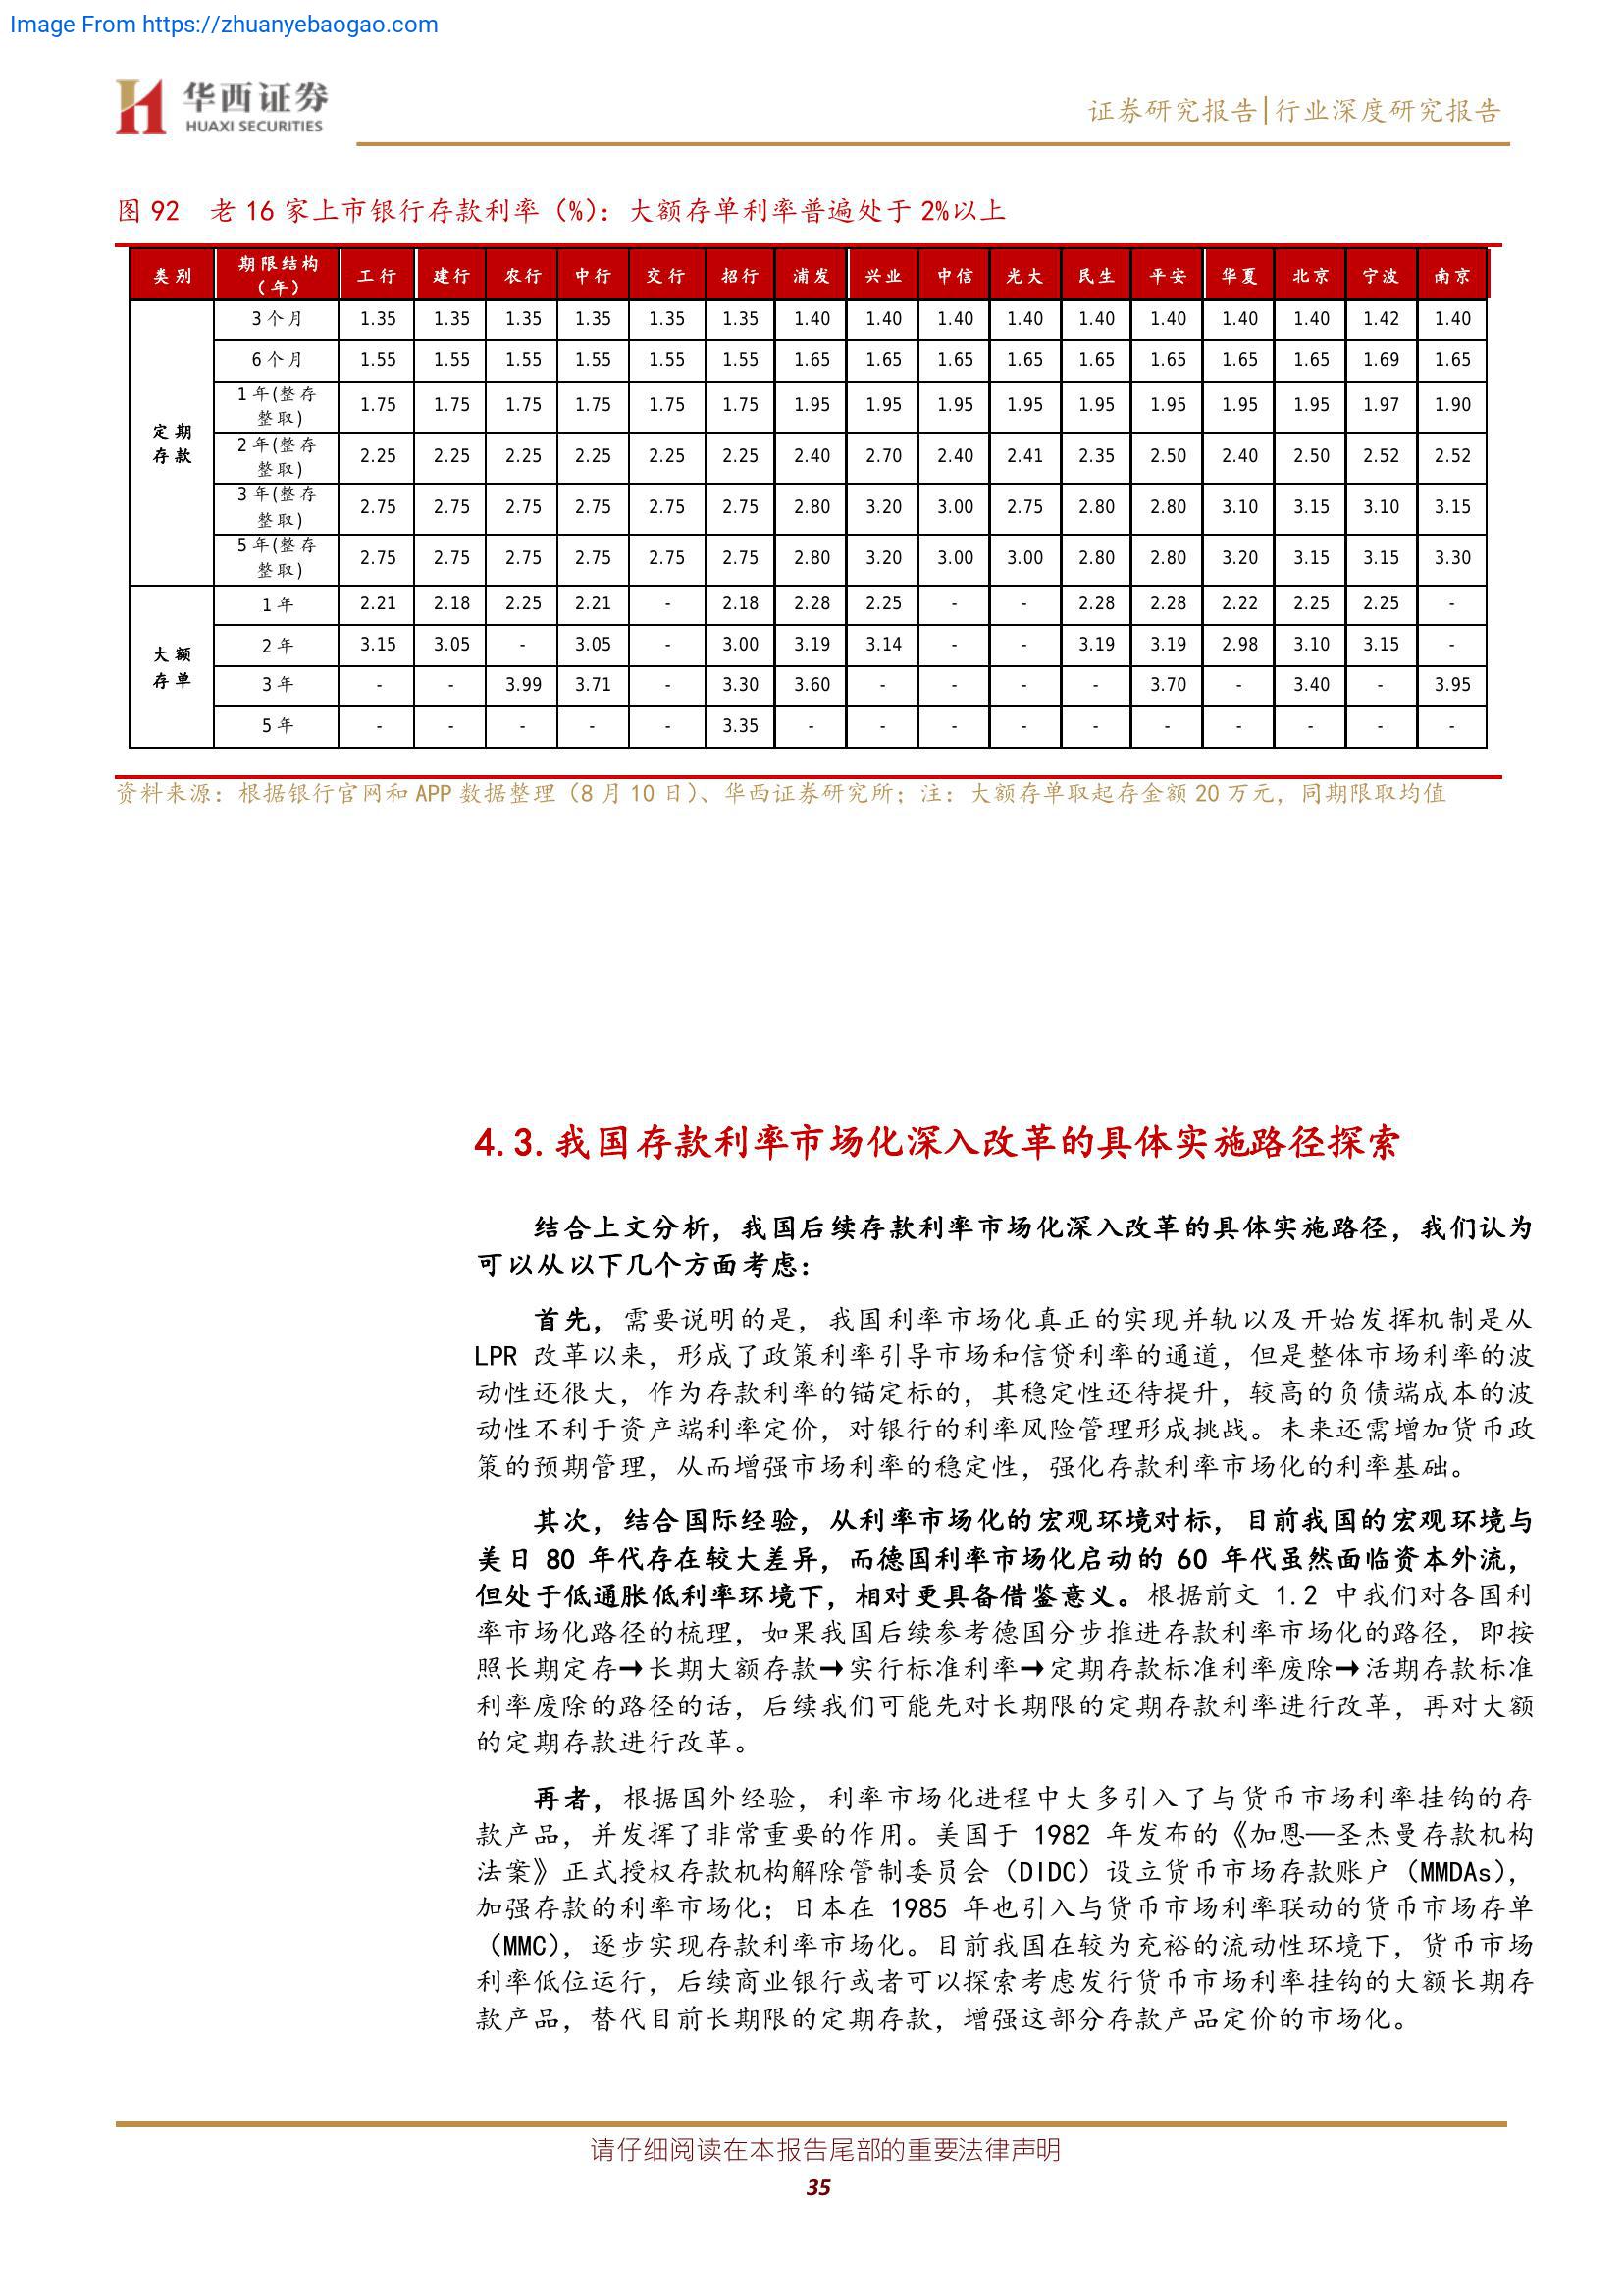 Image From https://zhuanyebaogao.com
华西证券
HUAXI SECURITIES
证券研究报告|行业深度研究报告
图 92 老 16 家上市银行存款利率（%）：大额存单利率普遍处于 2%以上
类别 期限结构（年） 工行 建行 农行 中行 交行 招行 浦发 兴业 中信 光大 民生 平安 华夏 北京 宁波 南京
定期存款
3 个月 1.35 1.35 1.35 1.35 1.35 1.35 1.40 1.40 1.40 1.40 1.40 1.40 1.40 1.40 1.42 1.40
6 个月 1.55 1.55 1.55 1.55 1.55 1.55 1.65 1.65 1.65 1.65 1.65 1.65 1.65 1.65 1.69 1.65
1 年(整存整取) 1.75 1.75 1.75 1.75 1.75 1.75 1.95 1.95 1.95 1.95 1.95 1.95 1.95 1.95 1.97 1.90
2 年(整存整取) 2.25 2.25 2.25 2.25 2.25 2.25 2.40 2.70 2.40 2.41 2.35 2.50 2.40 2.50 2.52 2.52
3 年(整存整取) 2.75 2.75 2.75 2.75 2.75 2.75 2.80 3.20 3.00 2.75 2.80 2.80 3.10 3.15 3.10 3.15
5 年(整存整取) 2.75 2.75 2.75 2.75 2.75 2.75 2.80 3.20 3.00 3.00 2.80 2.80 3.20 3.15 3.15 3.30
大额存单
1 年 2.21 2.18 2.25 2.21 - 2.18 2.28 2.25 - - 2.28 2.28 2.22 2.25 2.25 -
2 年 3.15 3.05 - 3.05 - 3.00 3.19 3.14 - - 3.19 3.19 2.98 3.10 3.15 -
3 年 - - 3.99 3.71 - 3.30 3.60 - - - - 3.70 - 3.40 - 3.95
5 年 - - - - - 3.35 - - - - - - - - - -
资料来源：根据银行官网和 APP 数据整理（8 月 10 日）、华西证券研究所；注：大额存单取起存金额 20 万元，同期限取均值
4.3.我国存款利率市场化深入改革的具体实施路径探索
结合上文分析，我国后续存款利率市场化深入改革的具体实施路径，我们认为
可以从以下几个方面考虑：
首先，需要说明的是，我国利率市场化真正的实现并轨以及开始发挥机制是从
LPR 改革以来，形成了政策利率引导市场和信贷利率的通道，但是整体市场利率的波
动性还很大，作为存款利率的锚定标的，其稳定性还待提升，较高的负债端成本的波
动性不利于资产端利率定价，对银行的利率风险管理形成挑战。未来还需增加货币政
策的预期管理，从而增强市场利率的稳定性，强化存款利率市场化的利率基础。
其次，结合国际经验，从利率市场化的宏观环境对标，目前我国的宏观环境与
美日 80 年代存在较大差异，而德国利率市场化启动的 60 年代虽然面临资本外流，
但处于低通胀低利率环境下，相对更具备借鉴意义。根据前文 1.2 中我们对各国利
率市场化路径的梳理，如果我国后续参考德国分步推进存款利率市场化的路径，即按
照长期定存→长期大额存款→实行标准利率→定期存款标准利率废除→活期存款标准
利率废除的路径的话，后续我们可能先对长期限的定期存款利率进行改革，再对大额
的定期存款进行改革。
再者，根据国外经验，利率市场化进程中大多引入了与货币市场利率挂钩的存
款产品，并发挥了非常重要的作用。美国于 1982 年发布的《加恩—圣杰曼存款机构
法案》正式授权存款机构解除管制委员会（DIDC）设立货币市场存款账户（MMDAs），
加强存款的利率市场化；日本在 1985 年也引入与货币市场利率联动的货币市场存单
（MMC），逐步实现存款利率市场化。目前我国在较为充裕的流动性环境下，货币市场
利率低位运行，后续商业银行或者可以探索考虑发行货币市场利率挂钩的大额长期存
款产品，替代目前长期限的定期存款，增强这部分存款产品定价的市场化。
请仔细阅读在本报告尾部的重要法律声明
35